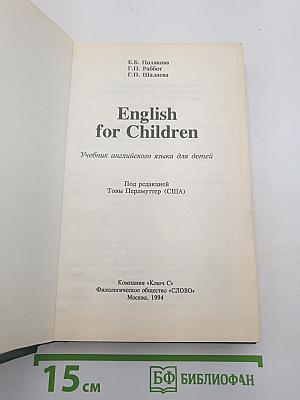 Е.Б. Полякова
Г.П. Раббот
Г.П. Шалаева
English
for Children
Учебник английского языка для детей
Под редакцией
Товы Перлмуттер (США)
Компания «Ключ С»
Филологическое общество «СЛОВО»
Москва, 1994
15 см
БФ БИБЛИОФАН